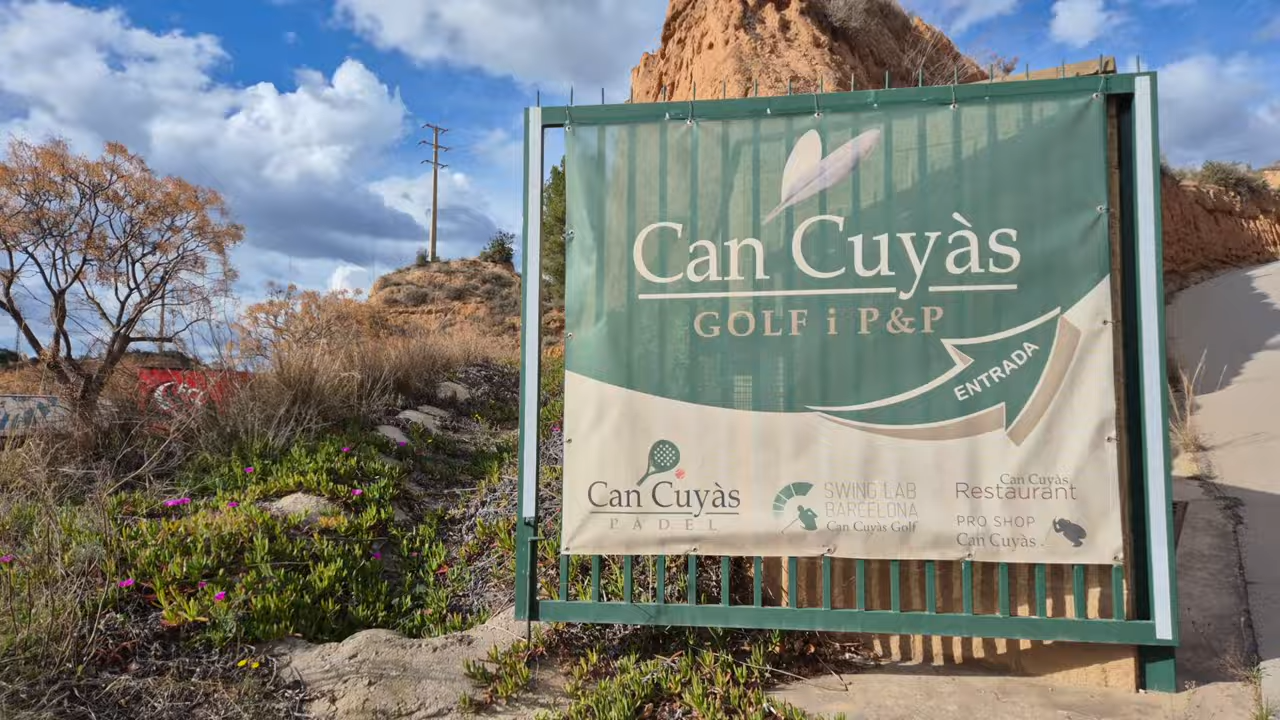 Can Cuyàs
GOLF i P&P
ENTRADA
Can Cuyàs
PÀDEL
SWING LAB
BARCELONA
Can Cuyàs Golf
Can Cuyàs
Restaurant
PRO SHOP
Can Cuyàs